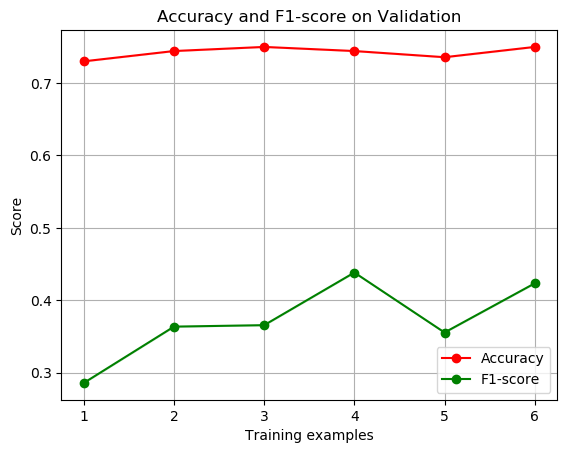 Accuracy and F1-score on Validation
0.7
0.6
0.5
0.4
0.3
Score
1 2 3 4 5 6
Training examples
Accuracy
F1-score